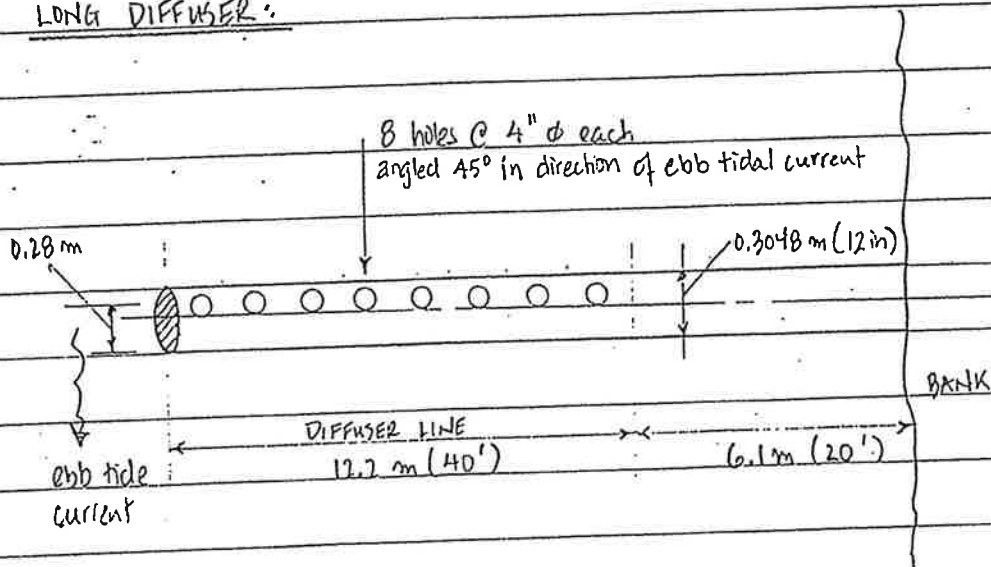 LONG DIFFUSER:
8 holes @ 4" ϕ each
angled 45° in direction of ebb tidal current
0.28 m
0.3048 m (12 in)
BANK
DIFFUSER LINE
12.2 m (40')
6.1 m (20')
ebb tide
current